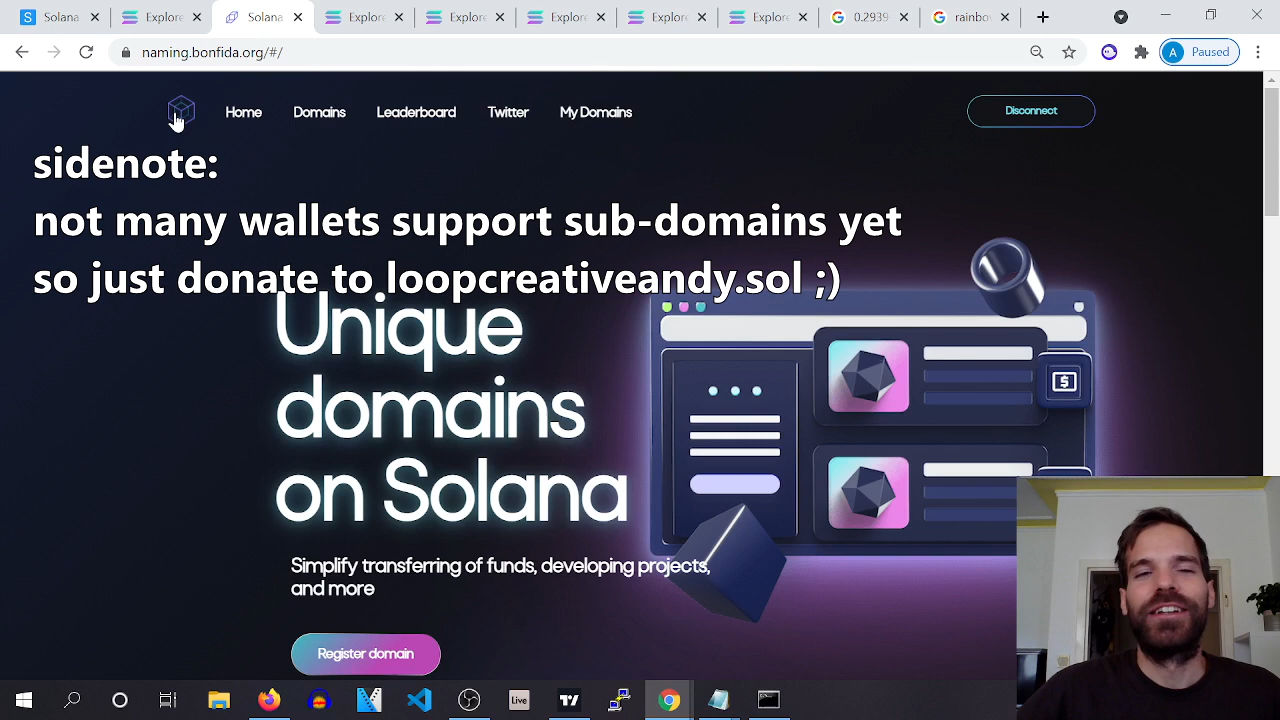 Solana
Explore
Solana
Explore
Explore
Explore
Explore
Explore
0.2939
rainbo
naming.bonfida.org/#/
A Paused
Home
Domains
Leaderboard
Twitter
My Domains
Disconnect
sidenote:
not many wallets support sub-domains yet
so just donate to loopcreativeandy.sol ;)
Unique
domains
on Solana
Simplify transferring of funds, developing projects,
and more
Register domain
Live